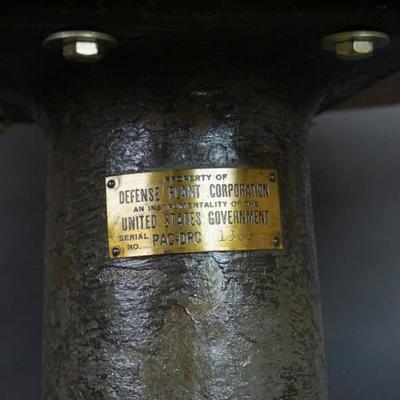 PROPERTY OF
DEFENSE PLANT CORPORATION
AN INSTRUMENTALITY OF THE
UNITED STATES GOVERNMENT
SERIAL NO. PAC-DPC